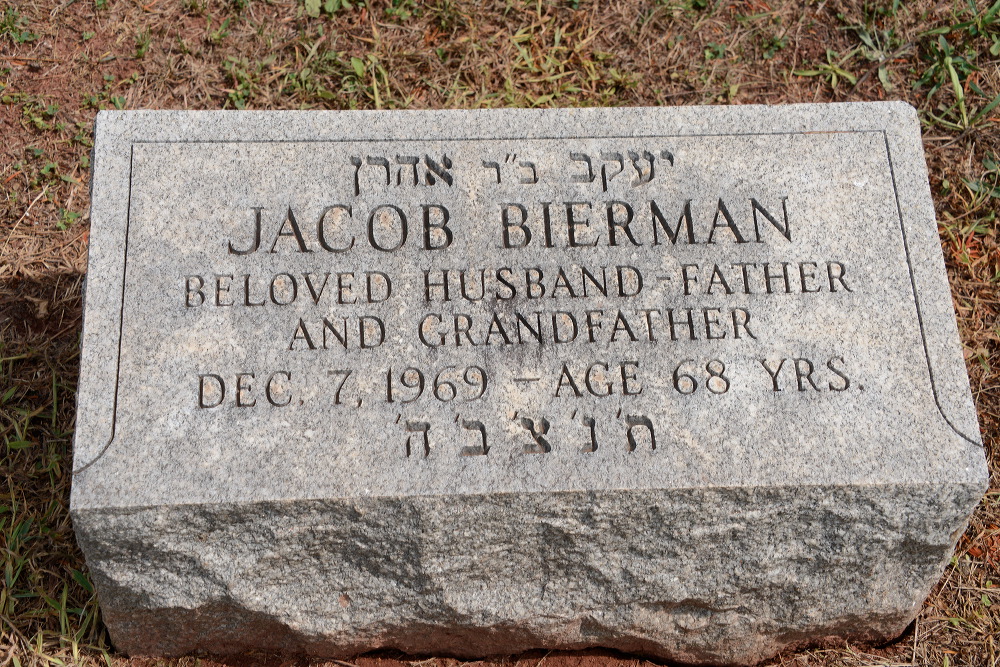 יעקב ב״ר אהרן
JACOB BIERMAN
BELOVED HUSBAND - FATHER
AND GRANDFATHER
DEC. 7, 1969 - AGE 68 YRS.
ת׳נ׳צ׳ב׳ה׳